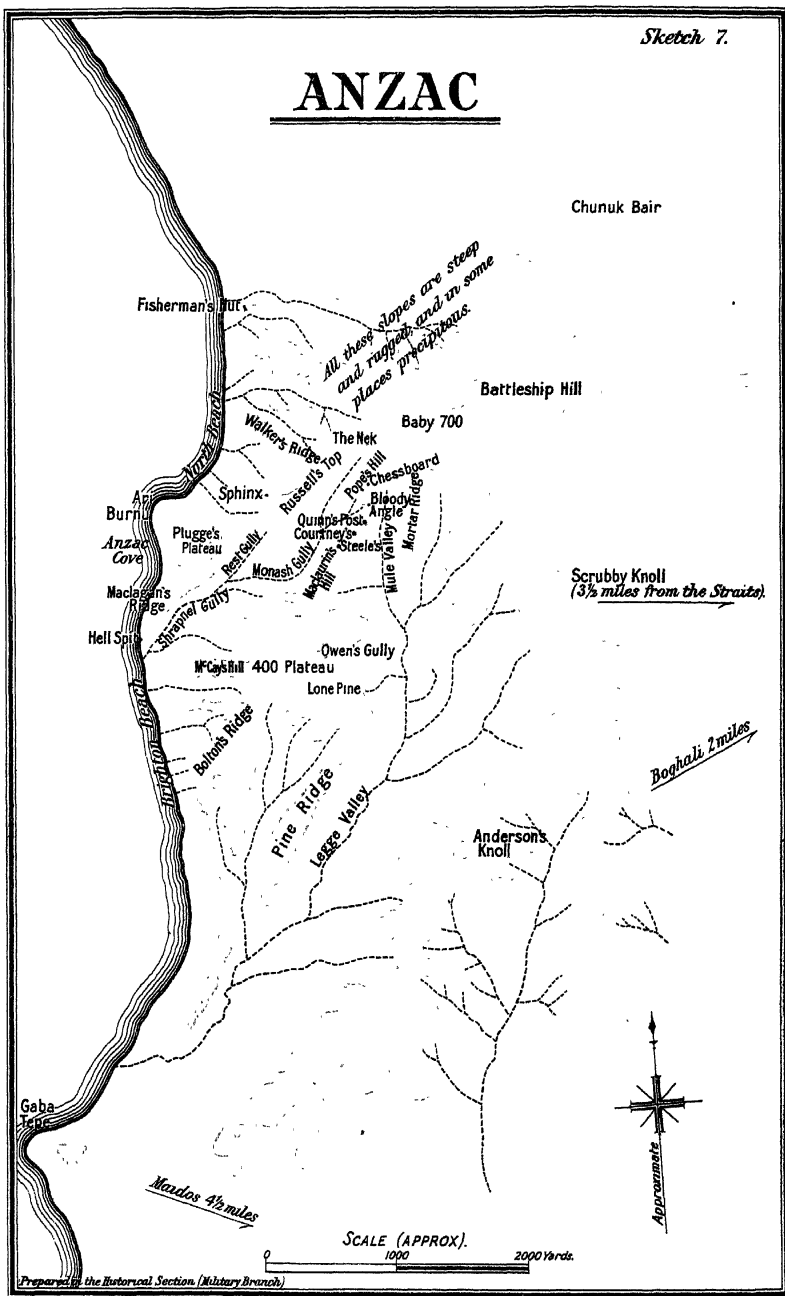 Sketch 7.
ANZAC
Chunuk Bair
All these slopes are steep
and rugged, and in some
places precipitous.
Fisherman's Hut
Battleship Hill
North Beach
Baby 700
Walker's Ridge
The Nek
Russell's Top
Pope's Hill
Chessboard
Sphinx
Bloody
Angle
Mortar Ridge
Ari
Burnu
Quinn's Post
Courtney's
Steele's
Plugge's
Plateau
Anzac
Cove
Rest Gully
Monash Gully
Maclaurin's
Hill
Mule Valley
Scrubby Knoll
(3½ miles from the Straits).
Maclagan's
Ridge
Shrapnel Gully
Hell Spit
Owen's Gully
McCay's Hill
400 Plateau
Lone Pine
Brighton Beach
Bolton's Ridge
Boghali 2 miles
Pine Ridge
Legge Valley
Anderson's
Knoll
Gaba
Tepe
Maidos 4½ miles
Approximate
SCALE (APPROX).
0 1000 2000 Yards.
Prepared in the Historical Section (Military Branch)